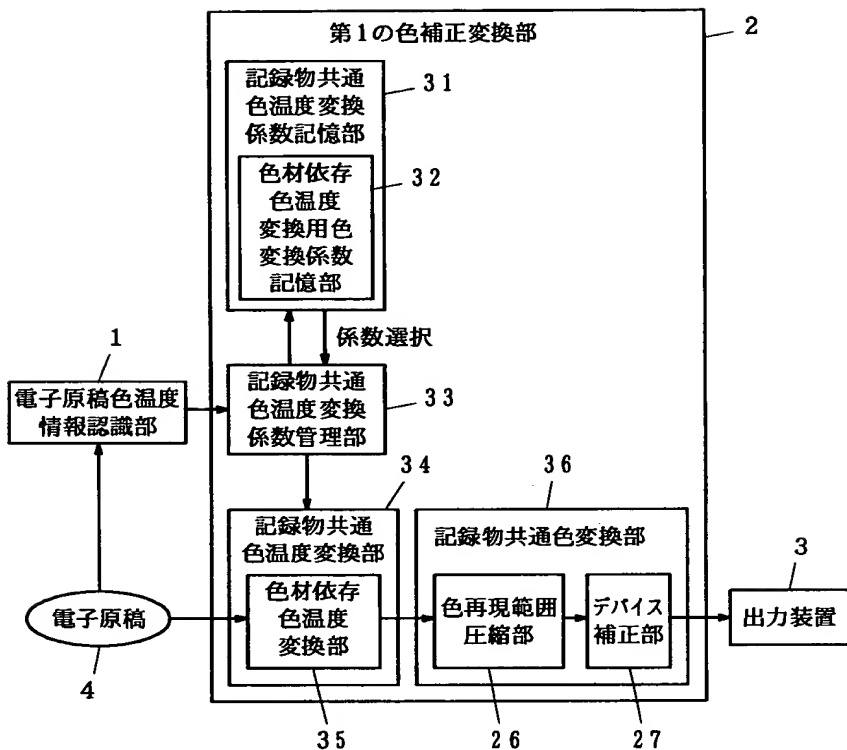 第1の色補正変換部
2
記録物共通
色温度変換
係数記憶部
31
色材依存
色温度
変換用色
変換係数
記憶部
32
係数選択
1
電子原稿色温度
情報認識部
記録物共通
色温度変換
係数管理部
33
34
記録物共通
色温度変換部
36
記録物共通色変換部
3
電子原稿
4
色材依存
色温度
変換部
色再現範囲
圧縮部
デバイス
補正部
出力装置
35
26
27